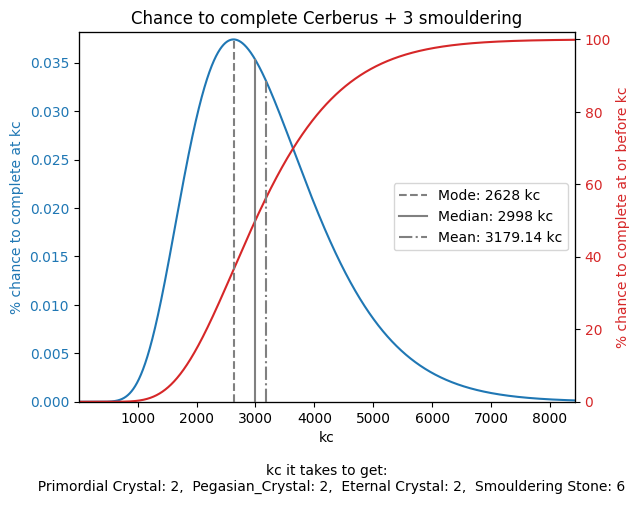 Chance to complete Cerberus + 3 smouldering
% chance to complete at kc
0.035
0.030
0.025
0.020
0.015
0.010
0.005
0.000
Mode: 2628 kc
Median: 2998 kc
Mean: 3179.14 kc
100
80
60
40
20
0
% chance to complete at or before kc
1000 2000 3000 4000 5000 6000 7000 8000
kc
kc it takes to get:
Primordial Crystal: 2, Pegasian_Crystal: 2, Eternal Crystal: 2, Smouldering Stone: 6